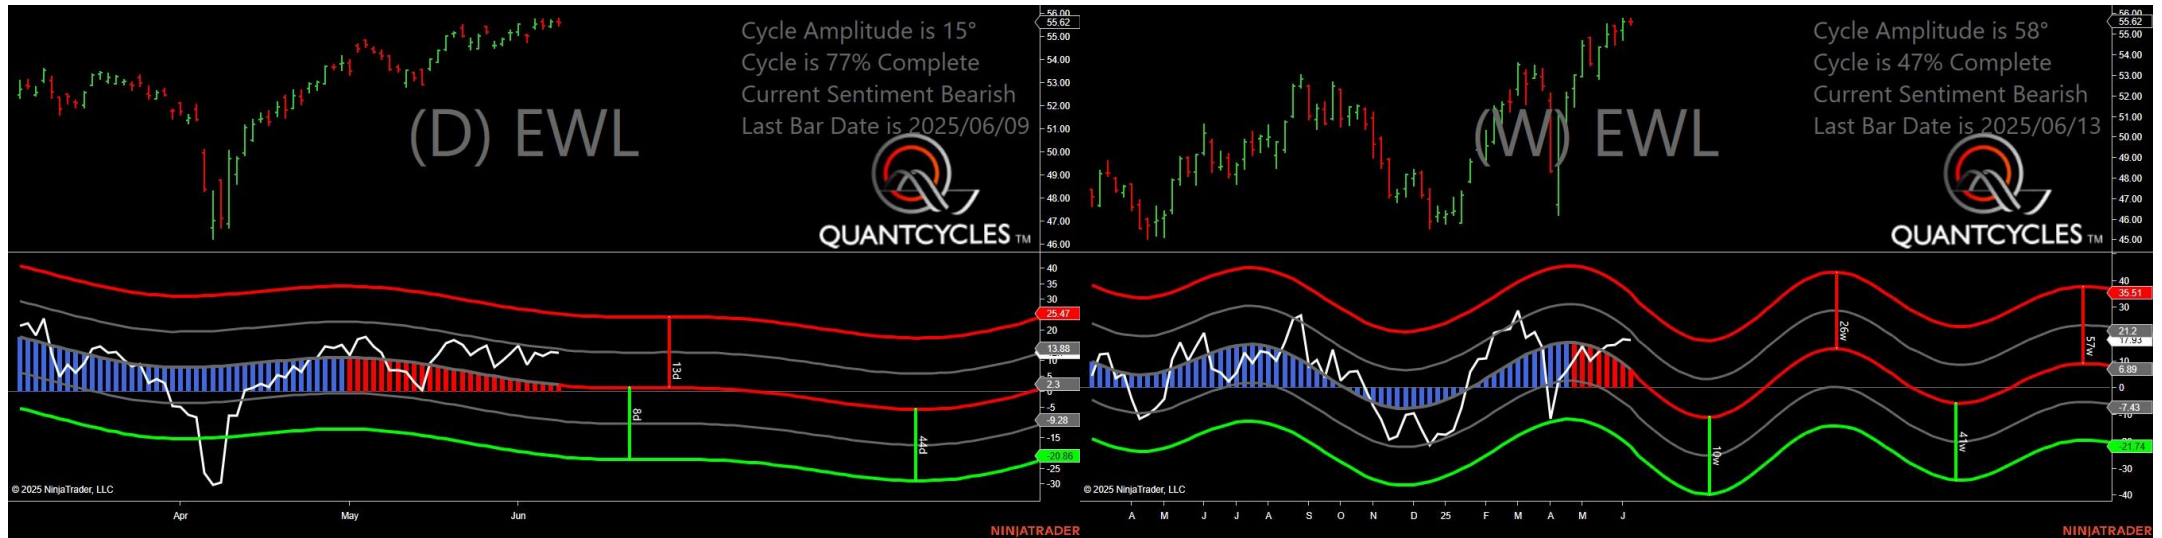 Cycle Amplitude is 15°
Cycle is 77% Complete
Current Sentiment Bearish
Last Bar Date is 2025/06/09
(D) EWL
QUANTCYCLES TM
56.00
55.62
55.00
54.00
53.00
52.00
51.00
50.00
49.00
48.00
47.00
46.00
40
35
30
25.47
20
13.88
10
5
2.3
0
-5
-9.28
-15
-20.86
-25
-30
13d
8d
44d
© 2025 NinjaTrader, LLC
Apr
May
Jun
NINJATRADER
Cycle Amplitude is 58°
Cycle is 47% Complete
Current Sentiment Bearish
Last Bar Date is 2025/06/13
(W) EWL
QUANTCYCLES TM
56.00
55.62
55.00
54.00
53.00
52.00
51.00
50.00
49.00
48.00
47.00
46.00
45.00
40
35.51
30
21.2
17.93
10
6.89
0
-7.43
-10
-21.74
-30
-40
26w
57w
10w
41w
© 2025 NinjaTrader, LLC
A M J J A S O N D 25 F M A M J
NINJATRADER